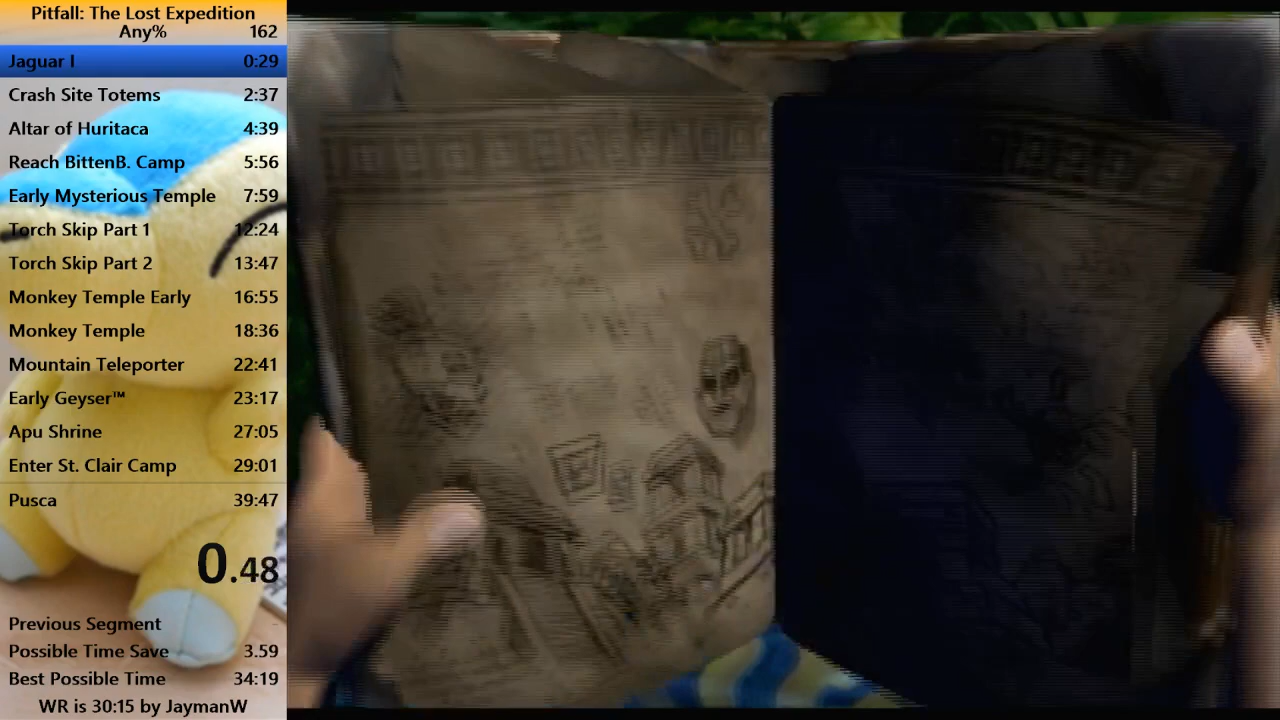 Pitfall: The Lost Expedition
Any% 162
Jaguar I 0:29
Crash Site Totems 2:37
Altar of Huritaca 4:39
Reach BittenB. Camp 5:56
Early Mysterious Temple 7:59
Torch Skip Part 1 12:24
Torch Skip Part 2 13:47
Monkey Temple Early 16:55
Monkey Temple 18:36
Mountain Teleporter 22:41
Early Geyser™ 23:17
Apu Shrine 27:05
Enter St. Clair Camp 29:01
Pusca 39:47
0.48
Previous Segment
Possible Time Save 3.59
Best Possible Time 34:19
WR is 30:15 by JaymanW